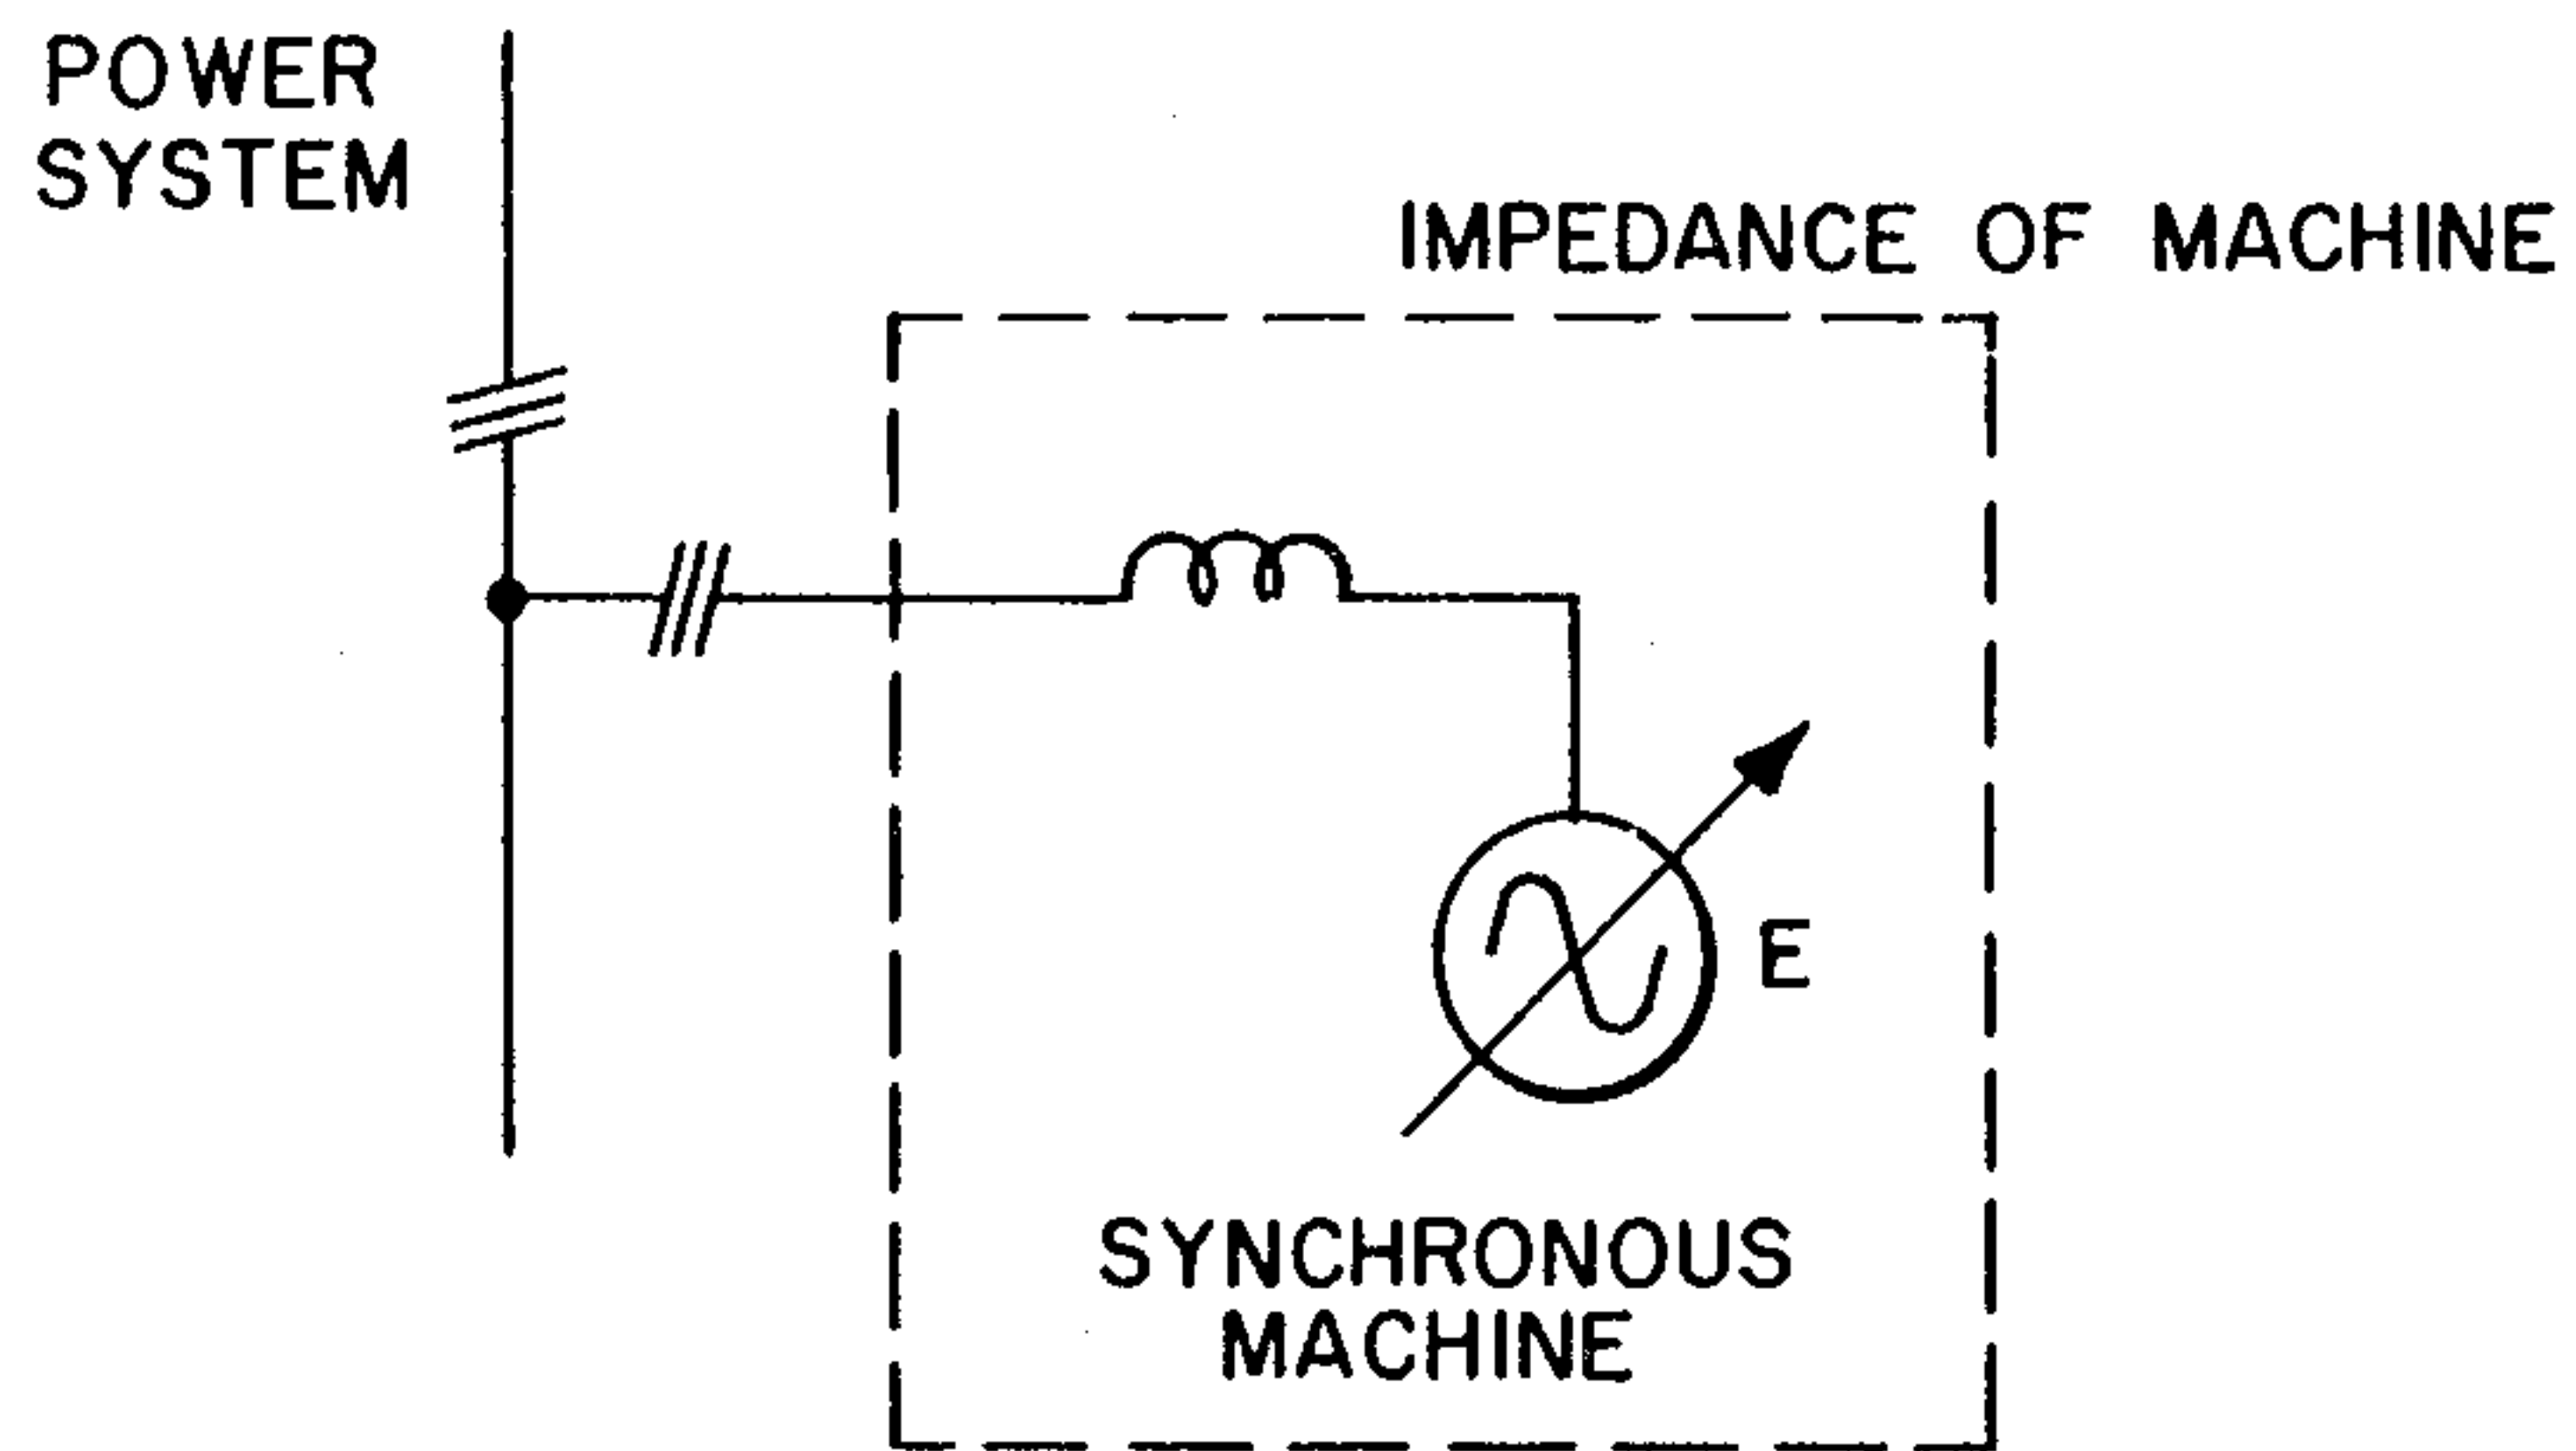 POWER
SYSTEM
IMPEDANCE OF MACHINE
E
SYNCHRONOUS
MACHINE